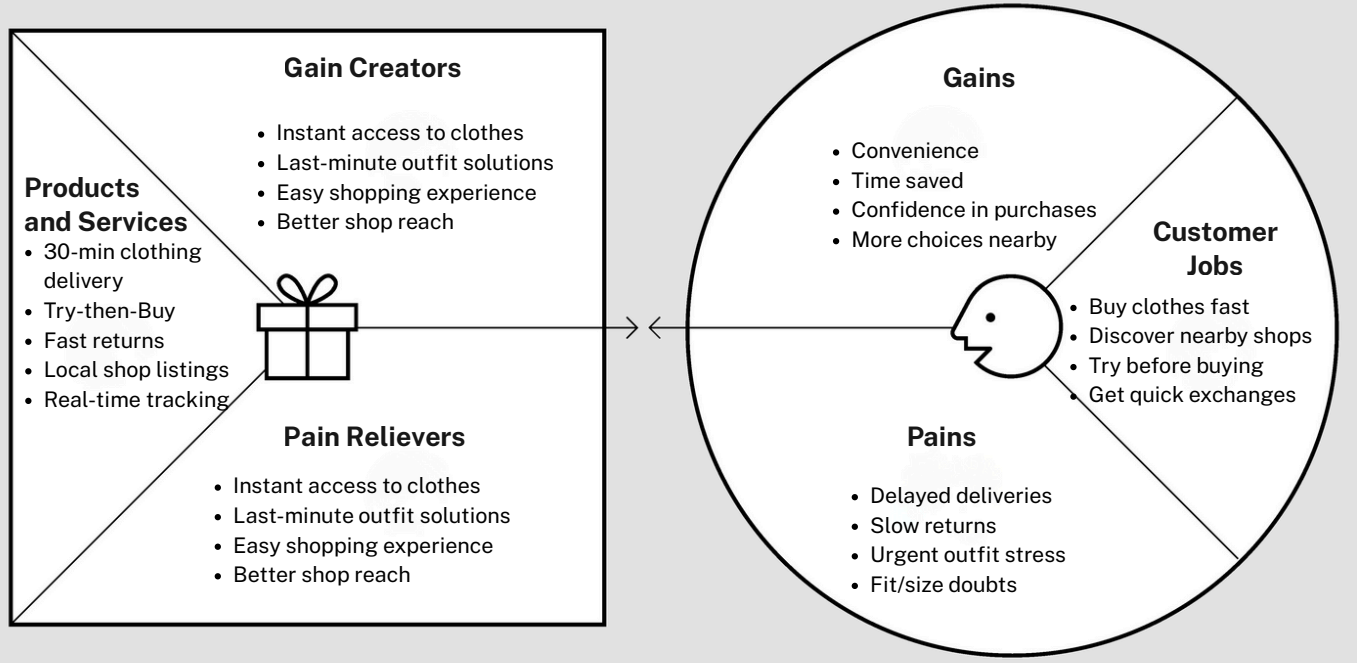 Gain Creators
• Instant access to clothes
• Last-minute outfit solutions
• Easy shopping experience
• Better shop reach
Products
and Services
• 30-min clothing
delivery
• Try-then-Buy
• Fast returns
• Local shop listings
• Real-time tracking
Pain Relievers
• Instant access to clothes
• Last-minute outfit solutions
• Easy shopping experience
• Better shop reach
Gains
• Convenience
• Time saved
• Confidence in purchases
• More choices nearby
Customer
Jobs
• Buy clothes fast
• Discover nearby shops
• Try before buying
• Get quick exchanges
Pains
• Delayed deliveries
• Slow returns
• Urgent outfit stress
• Fit/size doubts